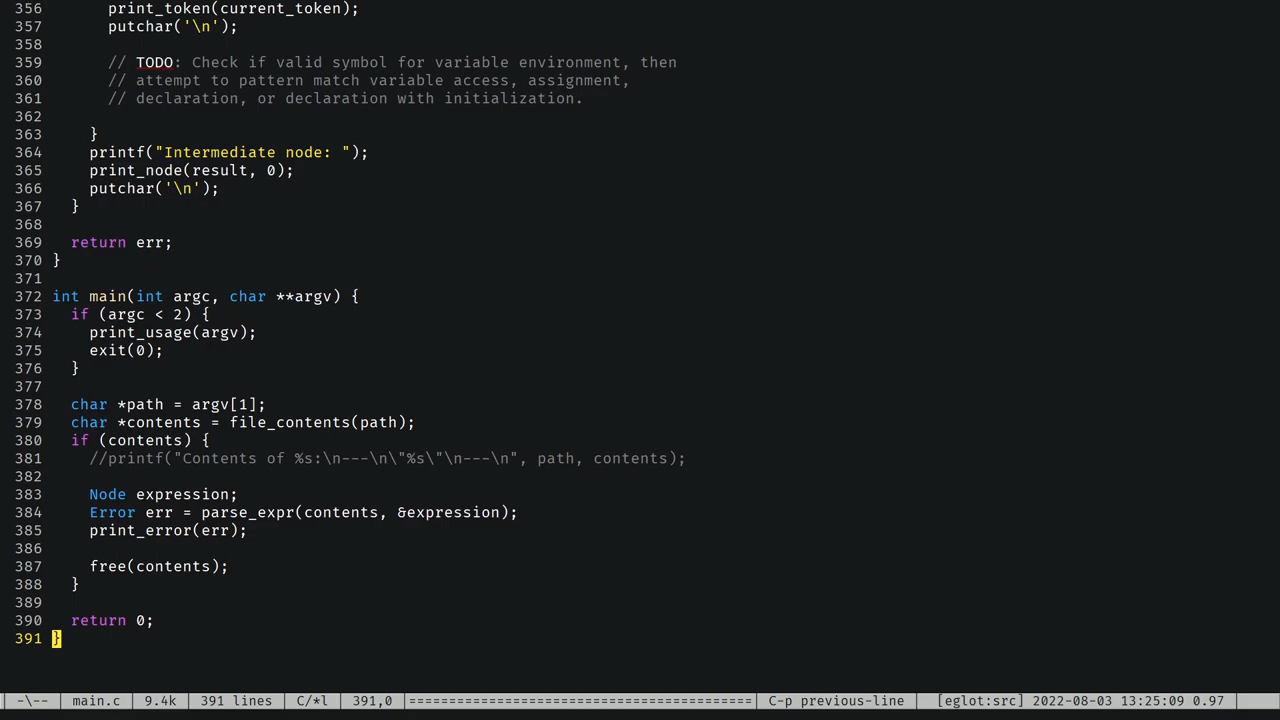 356       print_token(current_token);
357       putchar('\n');
358
359       // TODO: Check if valid symbol for variable environment, then
360       // attempt to pattern match variable access, assignment,
361       // declaration, or declaration with initialization.
362
363     }
364     printf("Intermediate node: ");
365     print_node(result, 0);
366     putchar('\n');
367   }
368
369   return err;
370 }
371
372 int main(int argc, char **argv) {
373   if (argc < 2) {
374     print_usage(argv);
375     exit(0);
376   }
377
378   char *path = argv[1];
379   char *contents = file_contents(path);
380   if (contents) {
381     //printf("Contents of %s:\n---\n\"%s\"\n---\n", path, contents);
382
383     Node expression;
384     Error err = parse_expr(contents, &expression);
385     print_error(err);
386
387     free(contents);
388   }
389
390   return 0;
391 }
-\-- main.c 9.4k 391 lines C/*l 391,0 ===================================== C-p previous-line [eglot:src] 2022-08-03 13:25:09 0.97